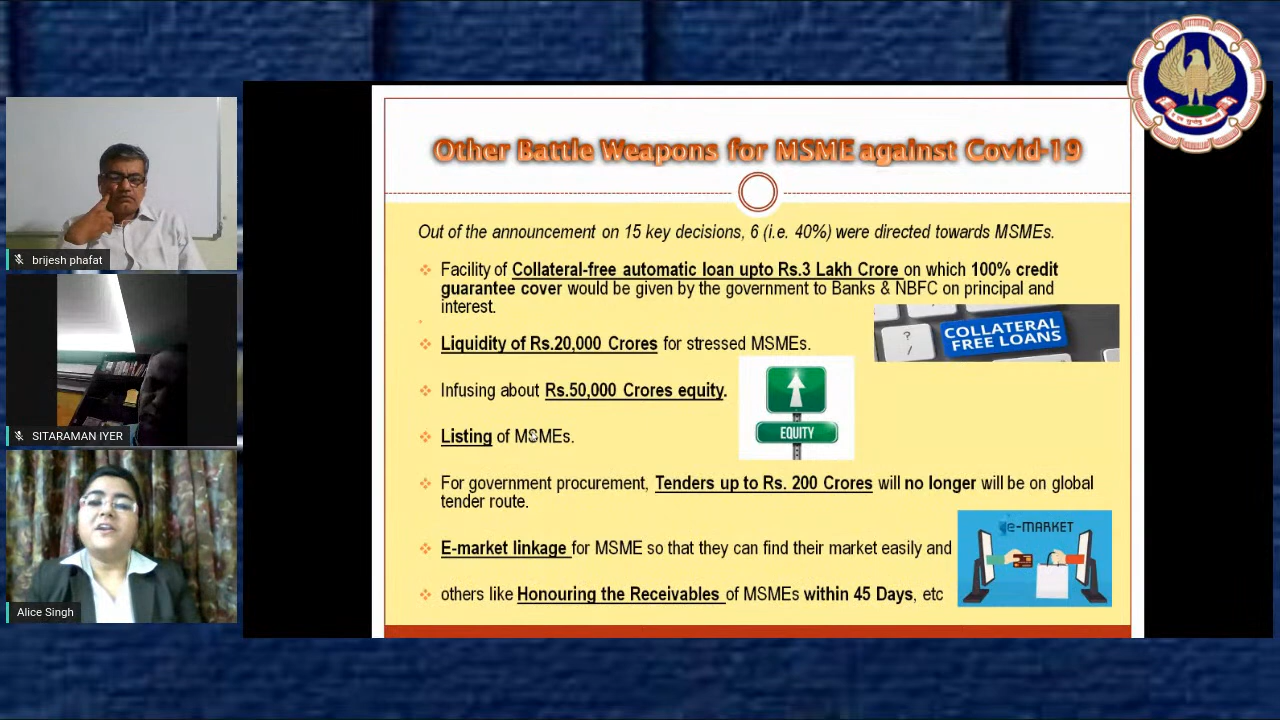 Other Battle Weapons for MSME against Covid-19
Out of the announcement on 15 key decisions, 6 (i.e. 40%) were directed towards MSMEs.
Facility of Collateral-free automatic loan upto Rs.3 Lakh Crore on which 100% credit
guarantee cover would be given by the government to Banks & NBFC on principal and
interest.
? /
COLLATERAL
FREE LOANS
Liquidity of Rs.20,000 Crores for stressed MSMEs.
Infusing about Rs.50,000 Crores equity.
EQUITY
Listing of MSMEs.
For government procurement, Tenders up to Rs. 200 Crores will no longer will be on global
tender route.
e-MARKET
E-market linkage for MSME so that they can find their market easily and
others like Honouring the Receivables of MSMEs within 45 Days, etc
brijesh phafat
SITARAMAN IYER
Alice Singh